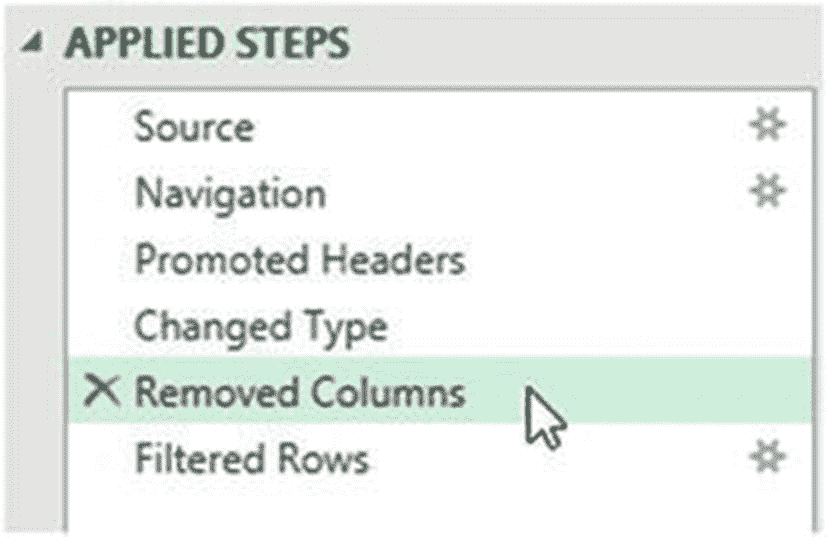 APPLIED STEPS
Source
Navigation
Promoted Headers
Changed Type
Removed Columns
Filtered Rows